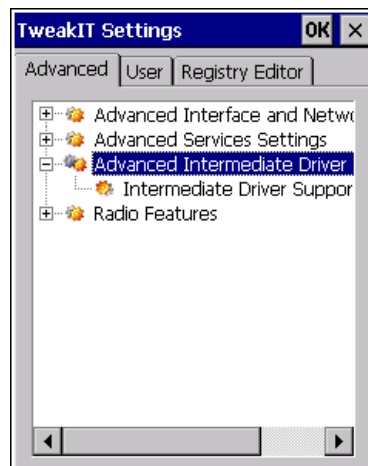 TweakIT Settings OK ×
Advanced User Registry Editor
Advanced Interface and Netwo
Advanced Services Settings
Advanced Intermediate Driver
Intermediate Driver Suppor
Radio Features